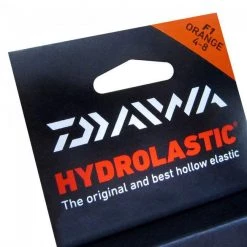 F1
ORANGE
4-8
DAIWA
HYDROLASTIC®
The original and best hollow elastic